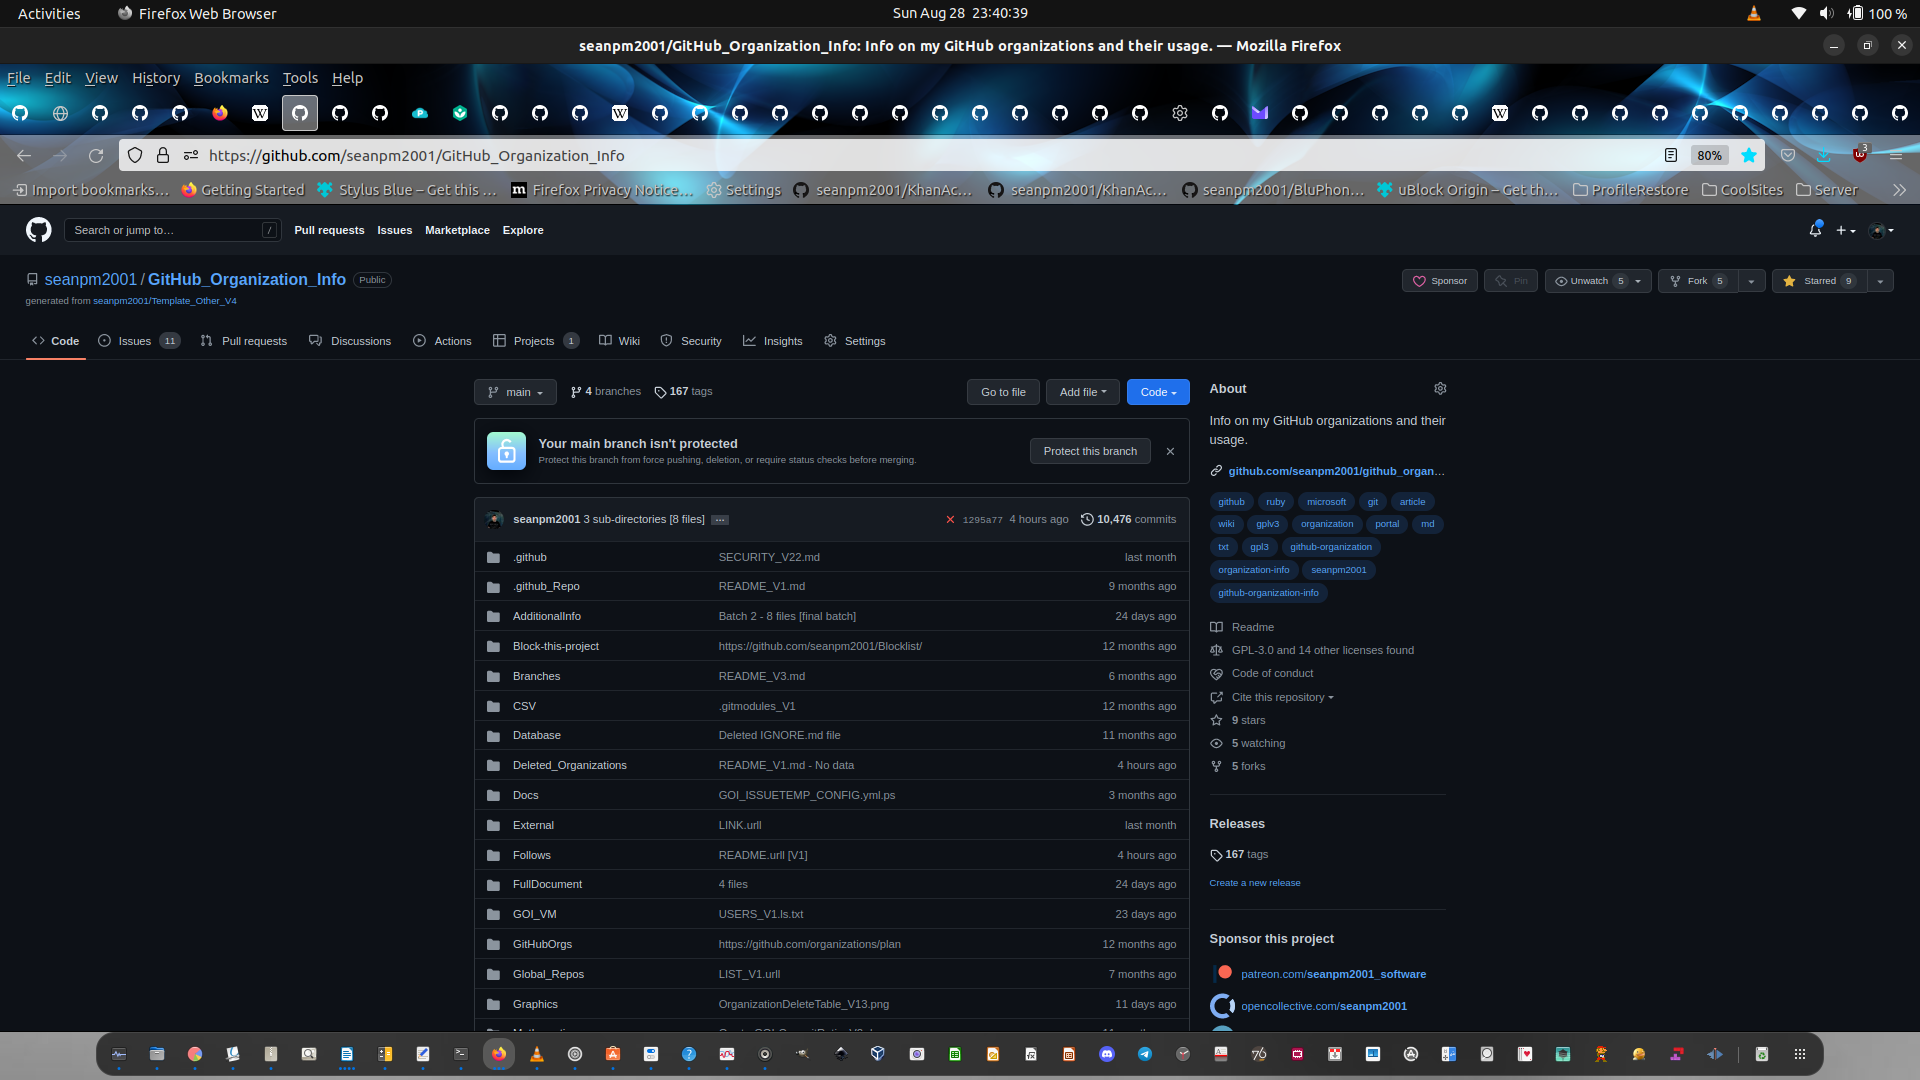 Activities
Firefox Web Browser
Sun Aug 28 23:40:39
100 %
seanpm2001/GitHub_Organization_Info: Info on my GitHub organizations and their usage. — Mozilla Firefox
File Edit View History Bookmarks Tools Help
https://github.com/seanpm2001/GitHub_Organization_Info
80%
3
Import bookmarks…
Getting Started
Stylus Blue – Get this …
Firefox Privacy Notice…
Settings
seanpm2001/KhanAc…
seanpm2001/KhanAc…
seanpm2001/BluPhon…
uBlock Origin – Get th…
ProfileRestore
CoolSites
Server
Search or jump to…
/
Pull requests
Issues
Marketplace
Explore
seanpm2001 / GitHub_Organization_Info
Public
generated from seanpm2001/Template_Other_V4
Sponsor
Pin
Unwatch 5
Fork 5
Starred 9
Code
Issues 11
Pull requests
Discussions
Actions
Projects 1
Wiki
Security
Insights
Settings
main
4 branches
167 tags
Go to file
Add file
Code
Your main branch isn't protected
Protect this branch from force pushing, deletion, or require status checks before merging.
Protect this branch
seanpm2001 3 sub-directories [8 files] …
1295a77 4 hours ago
10,476 commits
.github SECURITY_V22.md last month
.github_Repo README_V1.md 9 months ago
AdditionalInfo Batch 2 - 8 files [final batch] 24 days ago
Block-this-project https://github.com/seanpm2001/Blocklist/ 12 months ago
Branches README_V3.md 6 months ago
CSV .gitmodules_V1 12 months ago
Database Deleted IGNORE.md file 11 months ago
Deleted_Organizations README_V1.md - No data 4 hours ago
Docs GOI_ISSUETEMP_CONFIG.yml.ps 3 months ago
External LINK.urll last month
Follows README.urll [V1] 4 hours ago
FullDocument 4 files 24 days ago
GOI_VM USERS_V1.ls.txt 23 days ago
GitHubOrgs https://github.com/organizations/plan 12 months ago
Global_Repos LIST_V1.urll 7 months ago
Graphics OrganizationDeleteTable_V13.png 11 days ago
About
Info on my GitHub organizations and their
usage.
github.com/seanpm2001/github_organ…
github ruby microsoft git article
wiki gplv3 organization portal md
txt gpl3 github-organization
organization-info seanpm2001
github-organization-info
Readme
GPL-3.0 and 14 other licenses found
Code of conduct
Cite this repository
9 stars
5 watching
5 forks
Releases
167 tags
Create a new release
Sponsor this project
patreon.com/seanpm2001_software
opencollective.com/seanpm2001